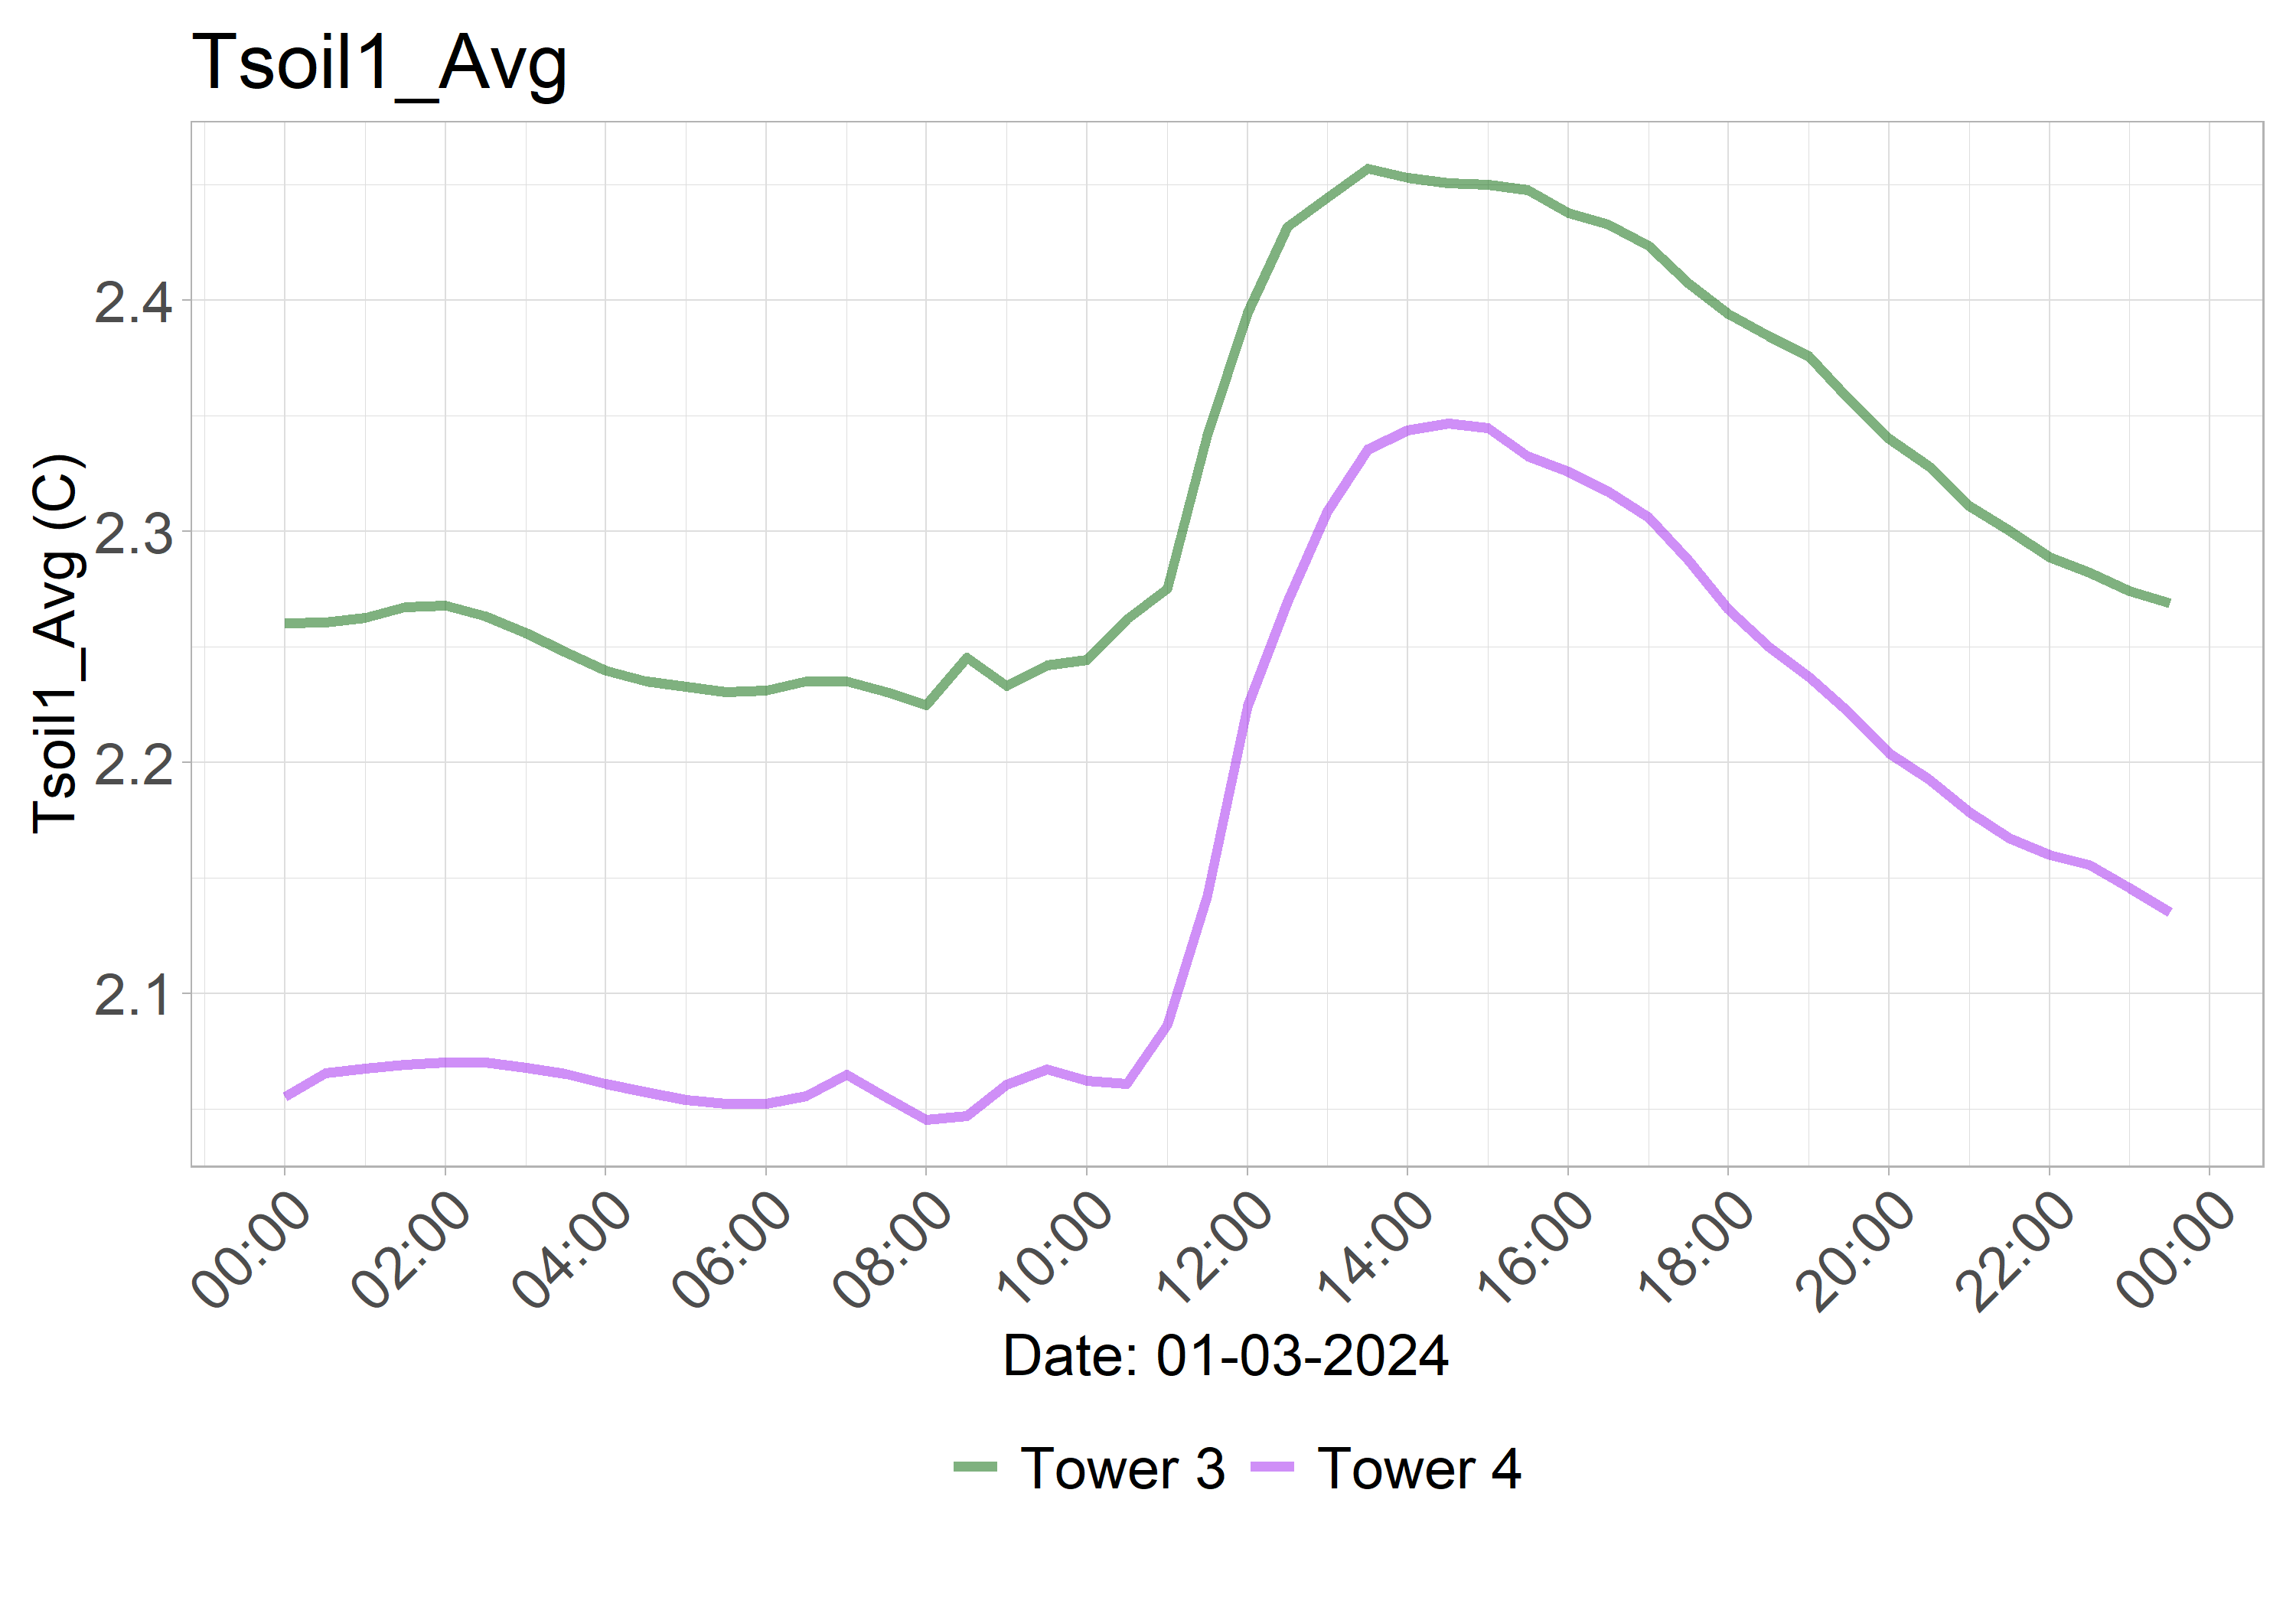 Tsoil1_Avg
Tsoil1_Avg (C)
2.4
2.3
2.2
2.1
00:00 02:00 04:00 06:00 08:00 10:00 12:00 14:00 16:00 18:00 20:00 22:00 00:00
Date: 01-03-2024
Tower 3 Tower 4